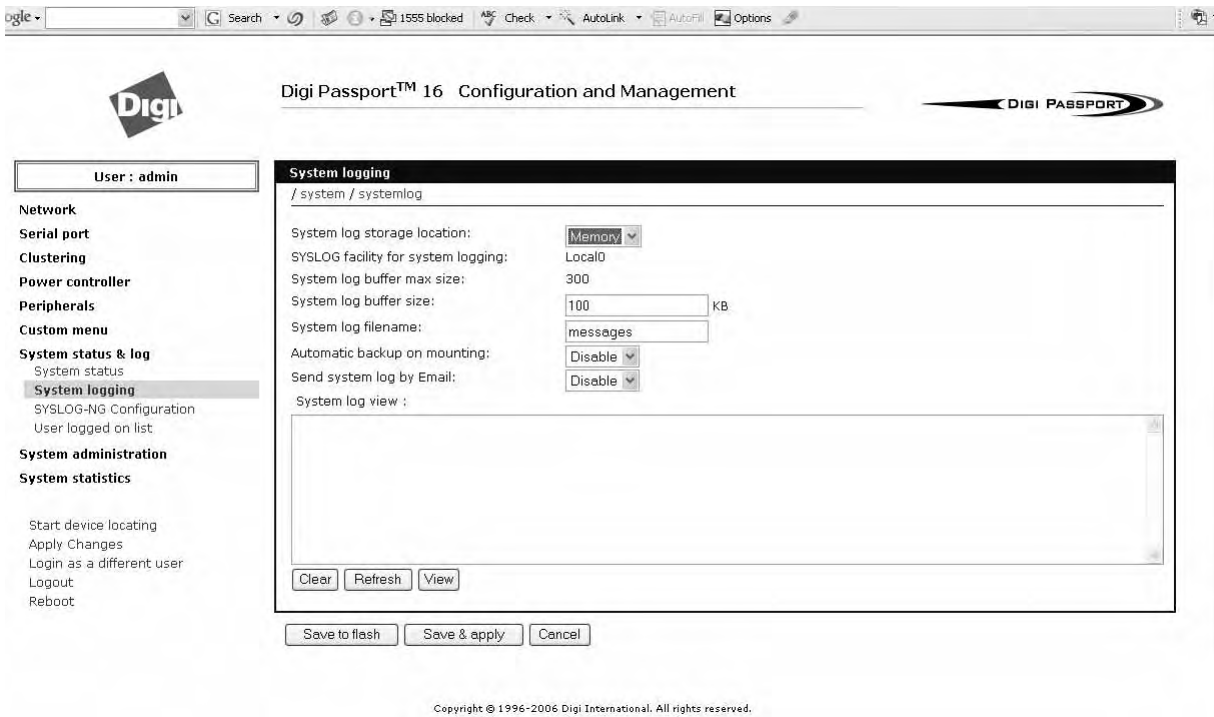 ogle
Search 1555 blocked Check AutoLink AutoFill Options
Digi
Digi Passport™ 16 Configuration and Management
DIGI PASSPORT
User : admin
Network
Serial port
Clustering
Power controller
Peripherals
Custom menu
System status & log
System status
System logging
SYSLOG-NG Configuration
User logged on list
System administration
System statistics
Start device locating
Apply Changes
Login as a different user
Logout
Reboot
System logging
/ system / systemlog
System log storage location: Memory
SYSLOG facility for system logging: Local0
System log buffer max size: 300
System log buffer size: 100 KB
System log filename: messages
Automatic backup on mounting: Disable
Send system log by Email: Disable
System log view :
Clear Refresh View
Save to flash Save & apply Cancel
Copyright © 1996-2006 Digi International. All rights reserved.